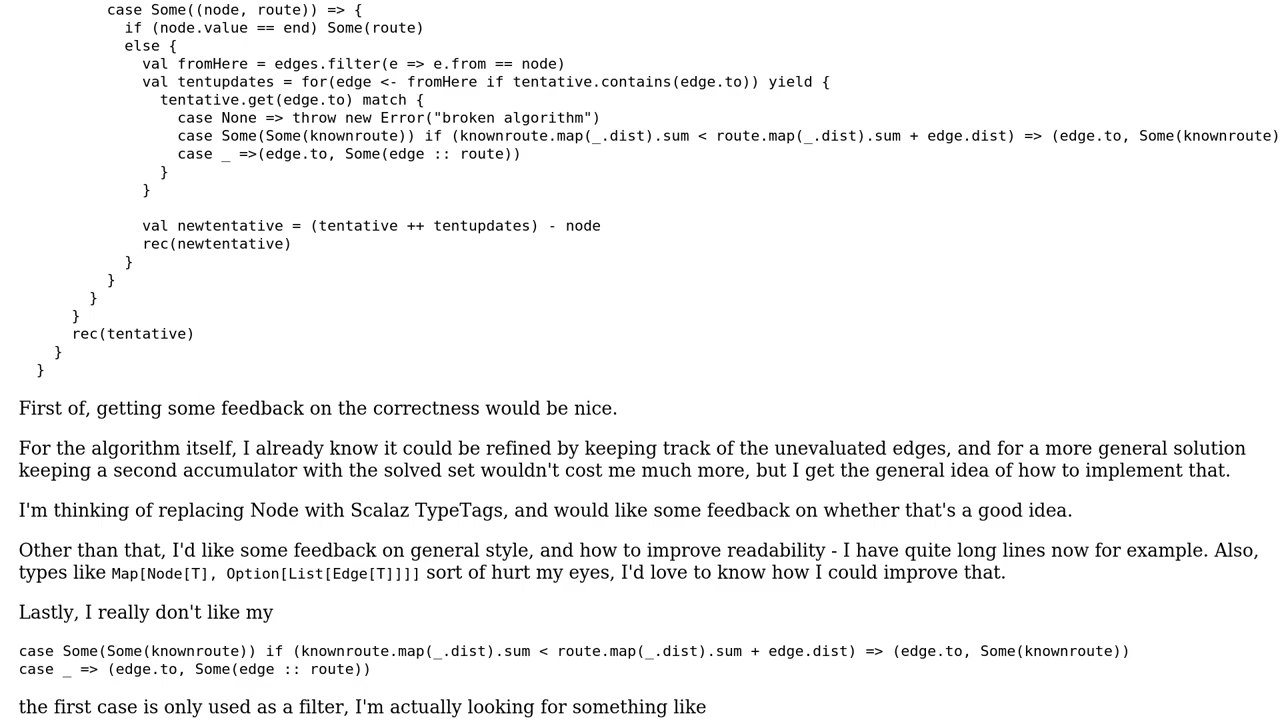 case Some((node, route)) => {
if (node.value == end) Some(route)
else {
val fromHere = edges.filter(e => e.from == node)
val tentupdates = for(edge <- fromHere if tentative.contains(edge.to)) yield {
tentative.get(edge.to) match {
case None => throw new Error("broken algorithm")
case Some(Some(knownroute)) if (knownroute.map(_.dist).sum < route.map(_.dist).sum + edge.dist) => (edge.to, Some(knownroute)
case _ =>(edge.to, Some(edge :: route))
}
}
val newtentative = (tentative ++ tentupdates) - node
rec(newtentative)
}
}
}
}
rec(tentative)
}
}
First of, getting some feedback on the correctness would be nice.
For the algorithm itself, I already know it could be refined by keeping track of the unevaluated edges, and for a more general solution
keeping a second accumulator with the solved set wouldn't cost me much more, but I get the general idea of how to implement that.
I'm thinking of replacing Node with Scalaz TypeTags, and would like some feedback on whether that's a good idea.
Other than that, I'd like some feedback on general style, and how to improve readability - I have quite long lines now for example. Also,
types like Map[Node[T], Option[List[Edge[T]]]] sort of hurt my eyes, I'd love to know how I could improve that.
Lastly, I really don't like my
case Some(Some(knownroute)) if (knownroute.map(_.dist).sum < route.map(_.dist).sum + edge.dist) => (edge.to, Some(knownroute))
case _ => (edge.to, Some(edge :: route))
the first case is only used as a filter, I'm actually looking for something like